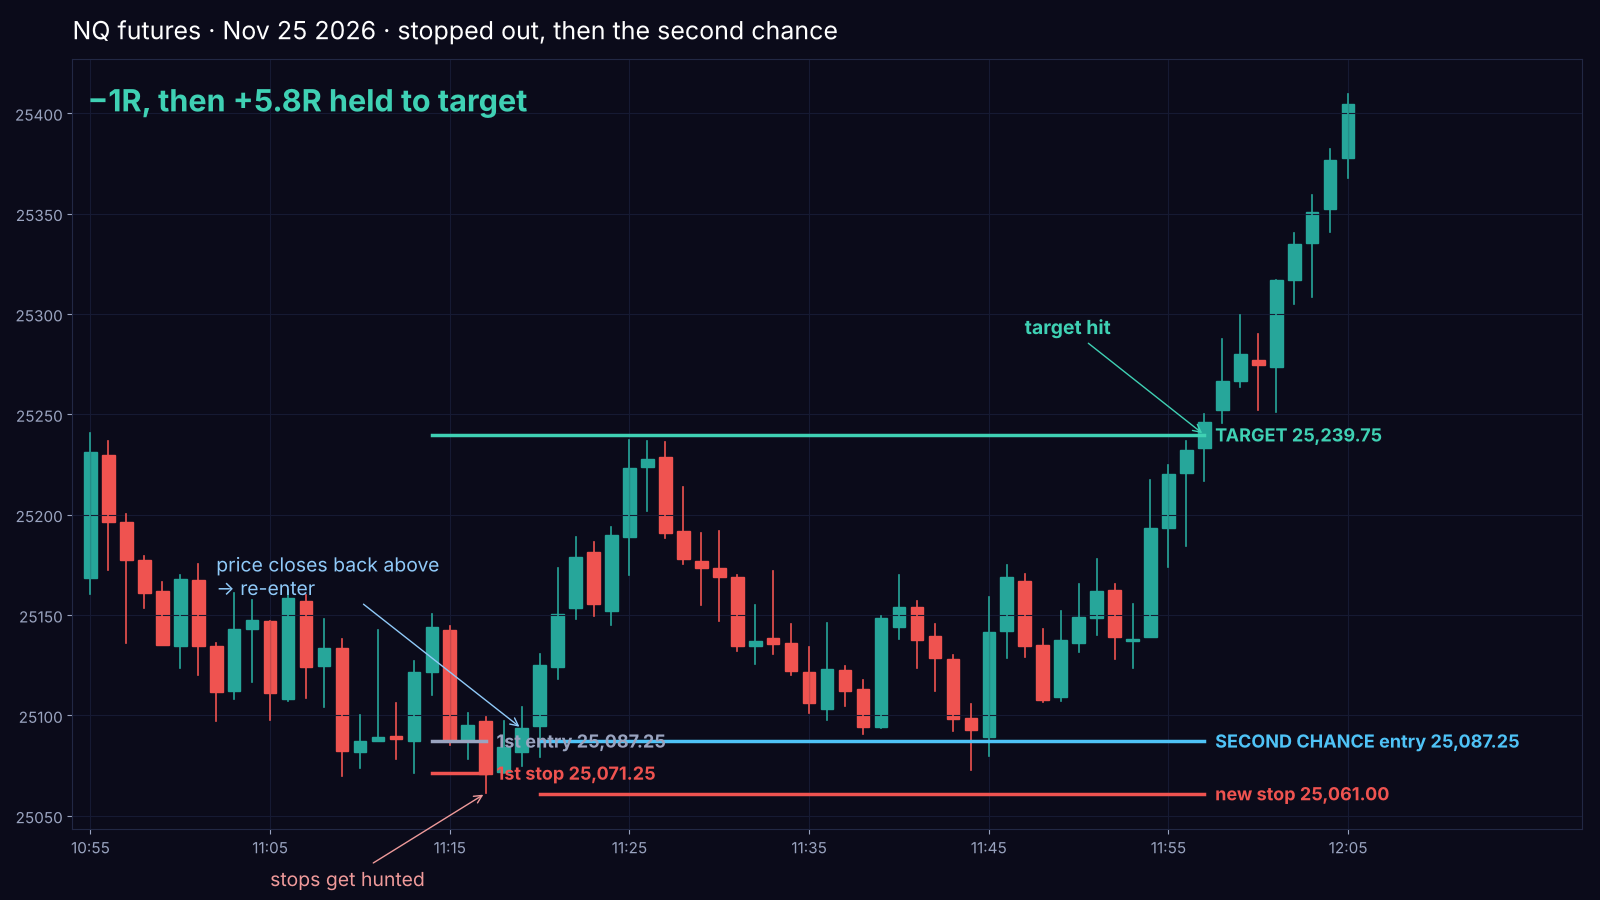 NQ futures · Nov 25 2026 · stopped out, then the second chance
−1R, then +5.8R held to target
25400
25350
25300
target hit
25250
TARGET 25,239.75
25200
price closes back above
→ re-enter
25150
25100
1st entry 25,087.25
SECOND CHANCE entry 25,087.25
1st stop 25,071.25
new stop 25,061.00
25050
10:55
11:05
11:15
11:25
11:35
11:45
11:55
12:05
stops get hunted